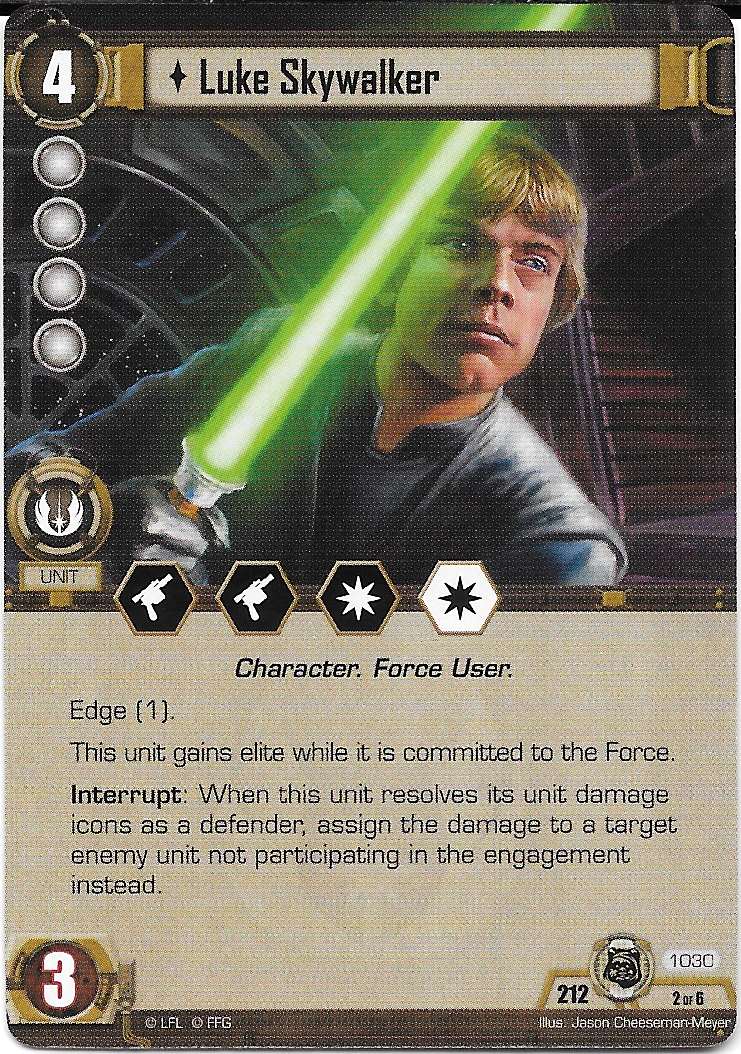 4
Luke Skywalker
UNIT
Character. Force User.
Edge (1).
This unit gains elite while it is committed to the Force.
Interrupt: When this unit resolves its unit damage
icons as a defender, assign the damage to a target
enemy unit not participating in the engagement
instead.
3
212
1030
2 OF 6
© LFL © FFG
Illus: Jason Cheeseman-Meyer